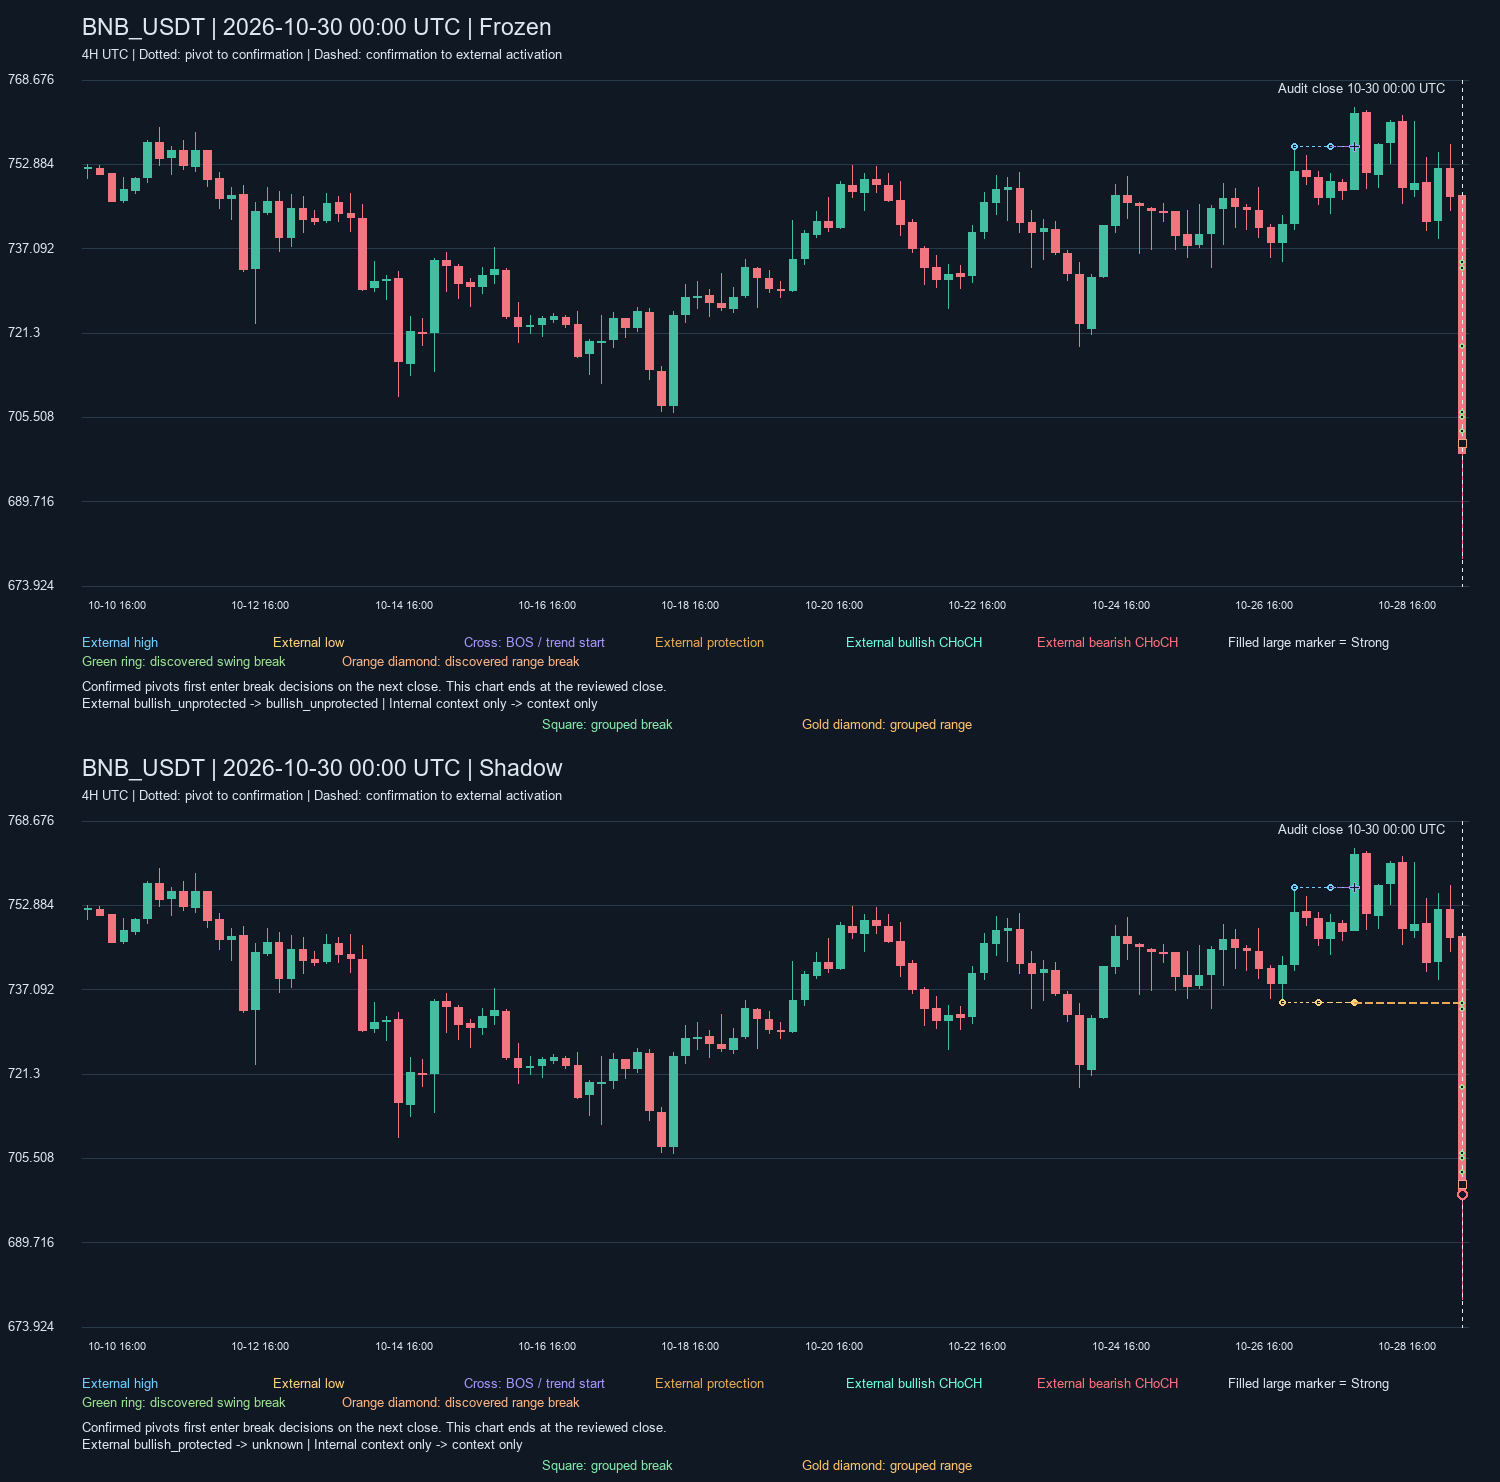 BNB_USDT | 2026-10-30 00:00 UTC | Frozen
4H UTC | Dotted: pivot to confirmation | Dashed: confirmation to external activation
768.676
Audit close 10-30 00:00 UTC
752.884
737.092
721.3
705.508
689.716
673.924
10-10 16:00 10-12 16:00 10-14 16:00 10-16 16:00 10-18 16:00 10-20 16:00 10-22 16:00 10-24 16:00 10-26 16:00 10-28 16:00
External high External low Cross: BOS / trend start External protection External bullish CHoCH External bearish CHoCH Filled large marker = Strong
Green ring: discovered swing break Orange diamond: discovered range break
Confirmed pivots first enter break decisions on the next close. This chart ends at the reviewed close.
External bullish_unprotected -> bullish_unprotected | Internal context only -> context only
Square: grouped break Gold diamond: grouped range
BNB_USDT | 2026-10-30 00:00 UTC | Shadow
4H UTC | Dotted: pivot to confirmation | Dashed: confirmation to external activation
768.676
Audit close 10-30 00:00 UTC
752.884
737.092
721.3
705.508
689.716
673.924
10-10 16:00 10-12 16:00 10-14 16:00 10-16 16:00 10-18 16:00 10-20 16:00 10-22 16:00 10-24 16:00 10-26 16:00 10-28 16:00
External high External low Cross: BOS / trend start External protection External bullish CHoCH External bearish CHoCH Filled large marker = Strong
Green ring: discovered swing break Orange diamond: discovered range break
Confirmed pivots first enter break decisions on the next close. This chart ends at the reviewed close.
External bullish_protected -> unknown | Internal context only -> context only
Square: grouped break Gold diamond: grouped range